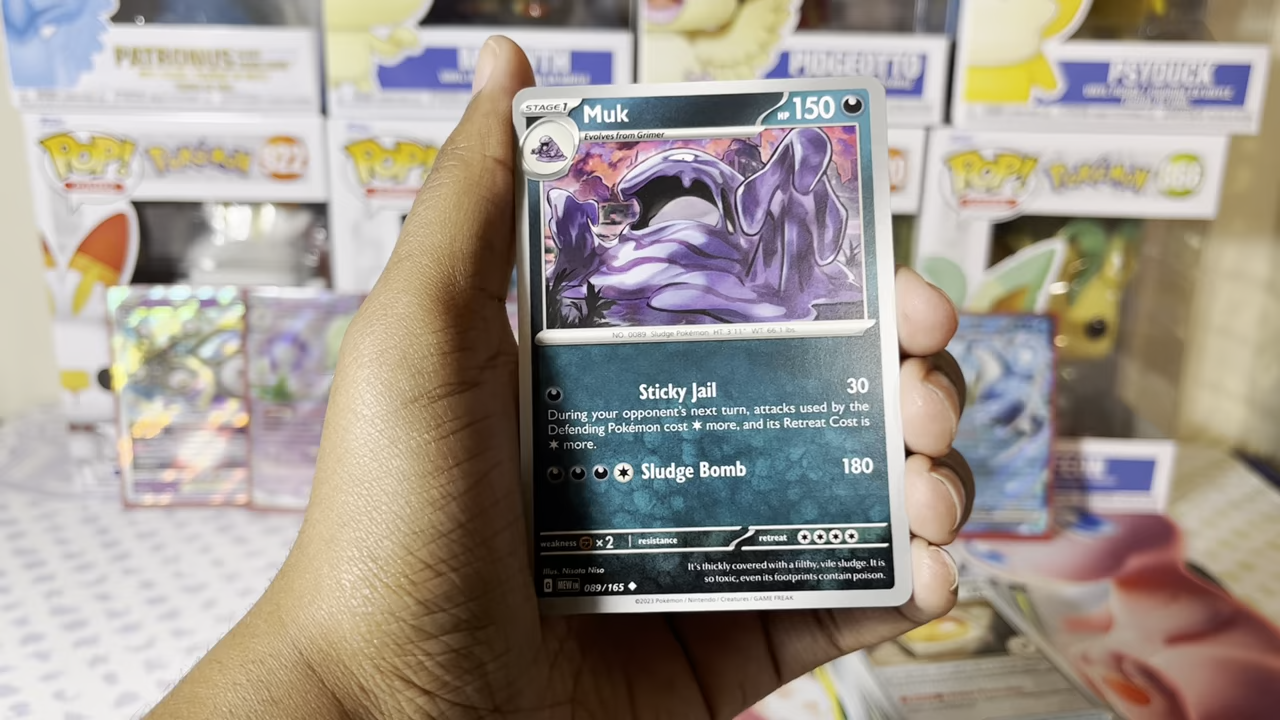 PATRONUS
PIDGEOTTO
PSYDUCK
POP!
Pokémon
POP!
POP!
Pokémon
STAGE 1
Muk
HP 150
Evolves from Grimer
NO. 0089 Sludge Pokémon HT: 3'11" WT: 66.1 lbs
Sticky Jail 30
During your opponent's next turn, attacks used by the
Defending Pokémon cost ✶ more, and its Retreat Cost is
✶ more.
Sludge Bomb 180
weakness ×2 resistance retreat
It's thickly covered with a filthy, vile sludge. It is
so toxic, even its footprints contain poison.
Illus. Nisota Niso
G MEW EN 089/165
©2023 Pokémon / Nintendo / Creatures / GAME FREAK